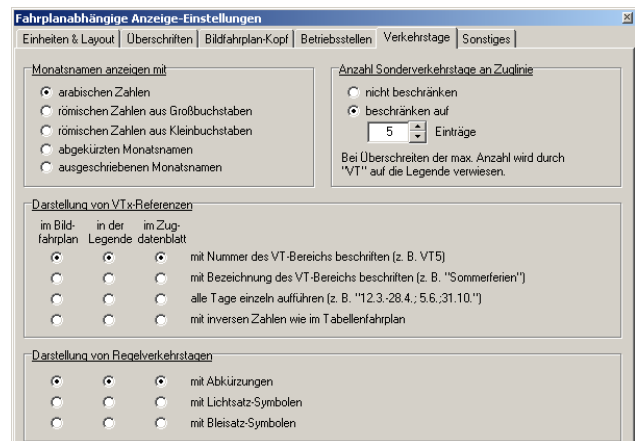 Fahrplanabhängige Anzeige-Einstellungen
Einheiten & Layout Überschriften Bildfahrplan-Kopf Betriebsstellen Verkehrstage Sonstiges
Monatsnamen anzeigen mit
arabischen Zahlen
römischen Zahlen aus Großbuchstaben
römischen Zahlen aus Kleinbuchstaben
abgekürzten Monatsnamen
ausgeschriebenen Monatsnamen
Anzahl Sonderverkehrstage an Zuglinie
nicht beschränken
beschränken auf
5 Einträge
Bei Überschreiten der max. Anzahl wird durch
"VT" auf die Legende verwiesen.
Darstellung von VTx-Referenzen
im Bild- in der im Zug-
fahrplan Legende datenblatt
mit Nummer des VT-Bereichs beschriften (z. B. VT5)
mit Bezeichnung des VT-Bereichs beschriften (z. B. "Sommerferien")
alle Tage einzeln aufführen (z. B. "12.3.-28.4.; 5.6.;31.10.")
mit inversen Zahlen wie im Tabellenfahrplan
Darstellung von Regelverkehrstagen
mit Abkürzungen
mit Lichtsatz-Symbolen
mit Bleisatz-Symbolen